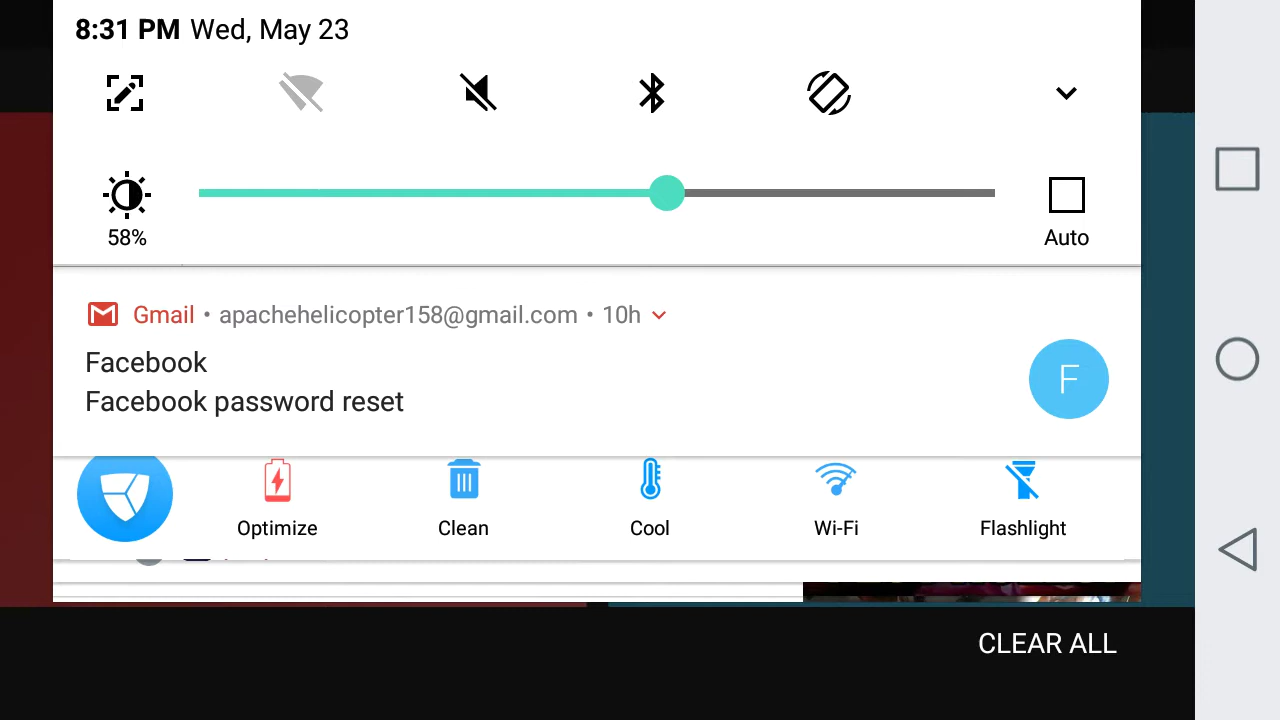 8:31 PM Wed, May 23
58%
Auto
Gmail • apachehelicopter158@gmail.com • 10h
Facebook
Facebook password reset
F
Optimize
Clean
Cool
Wi-Fi
Flashlight
CLEAR ALL